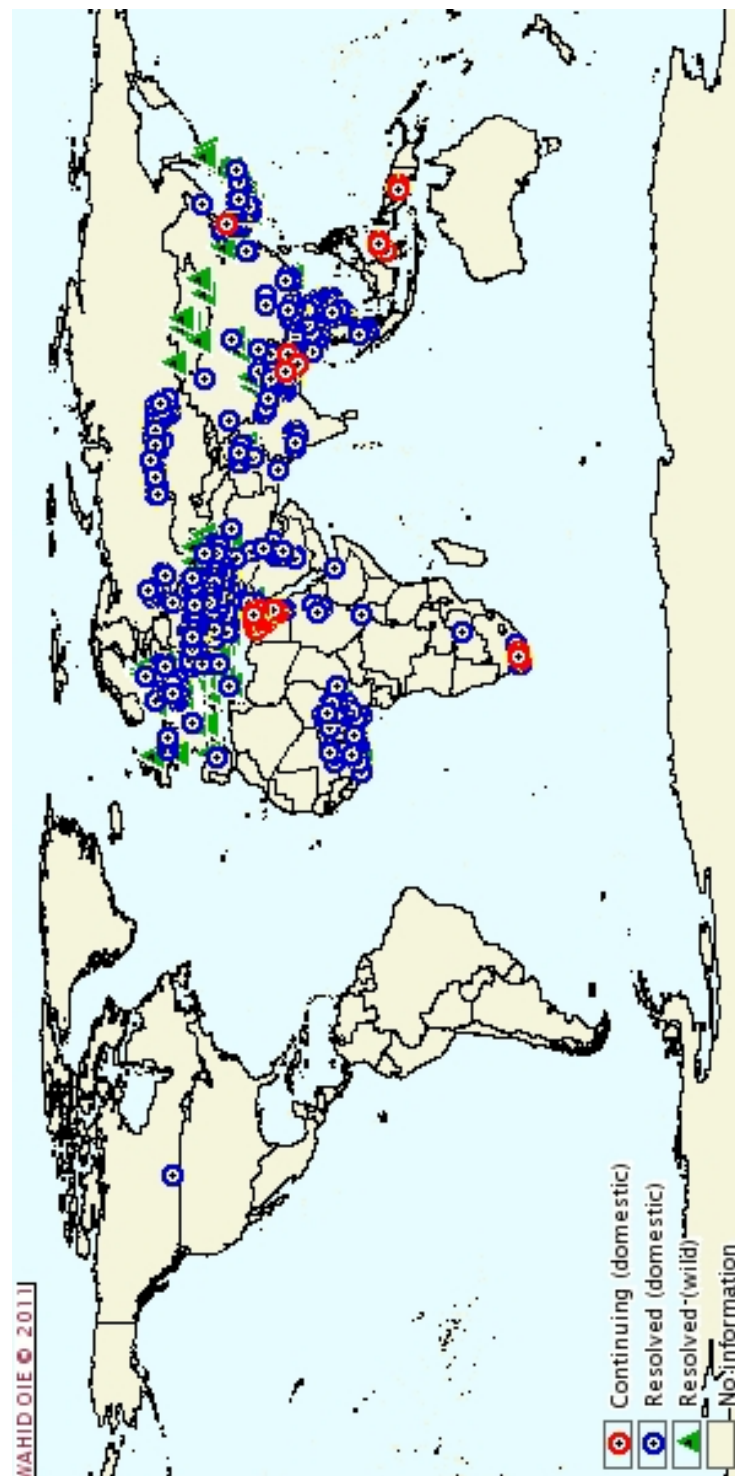 WAHID OIE © 2011
Continuing (domestic)
Resolved (domestic)
Resolved (wild)
No information